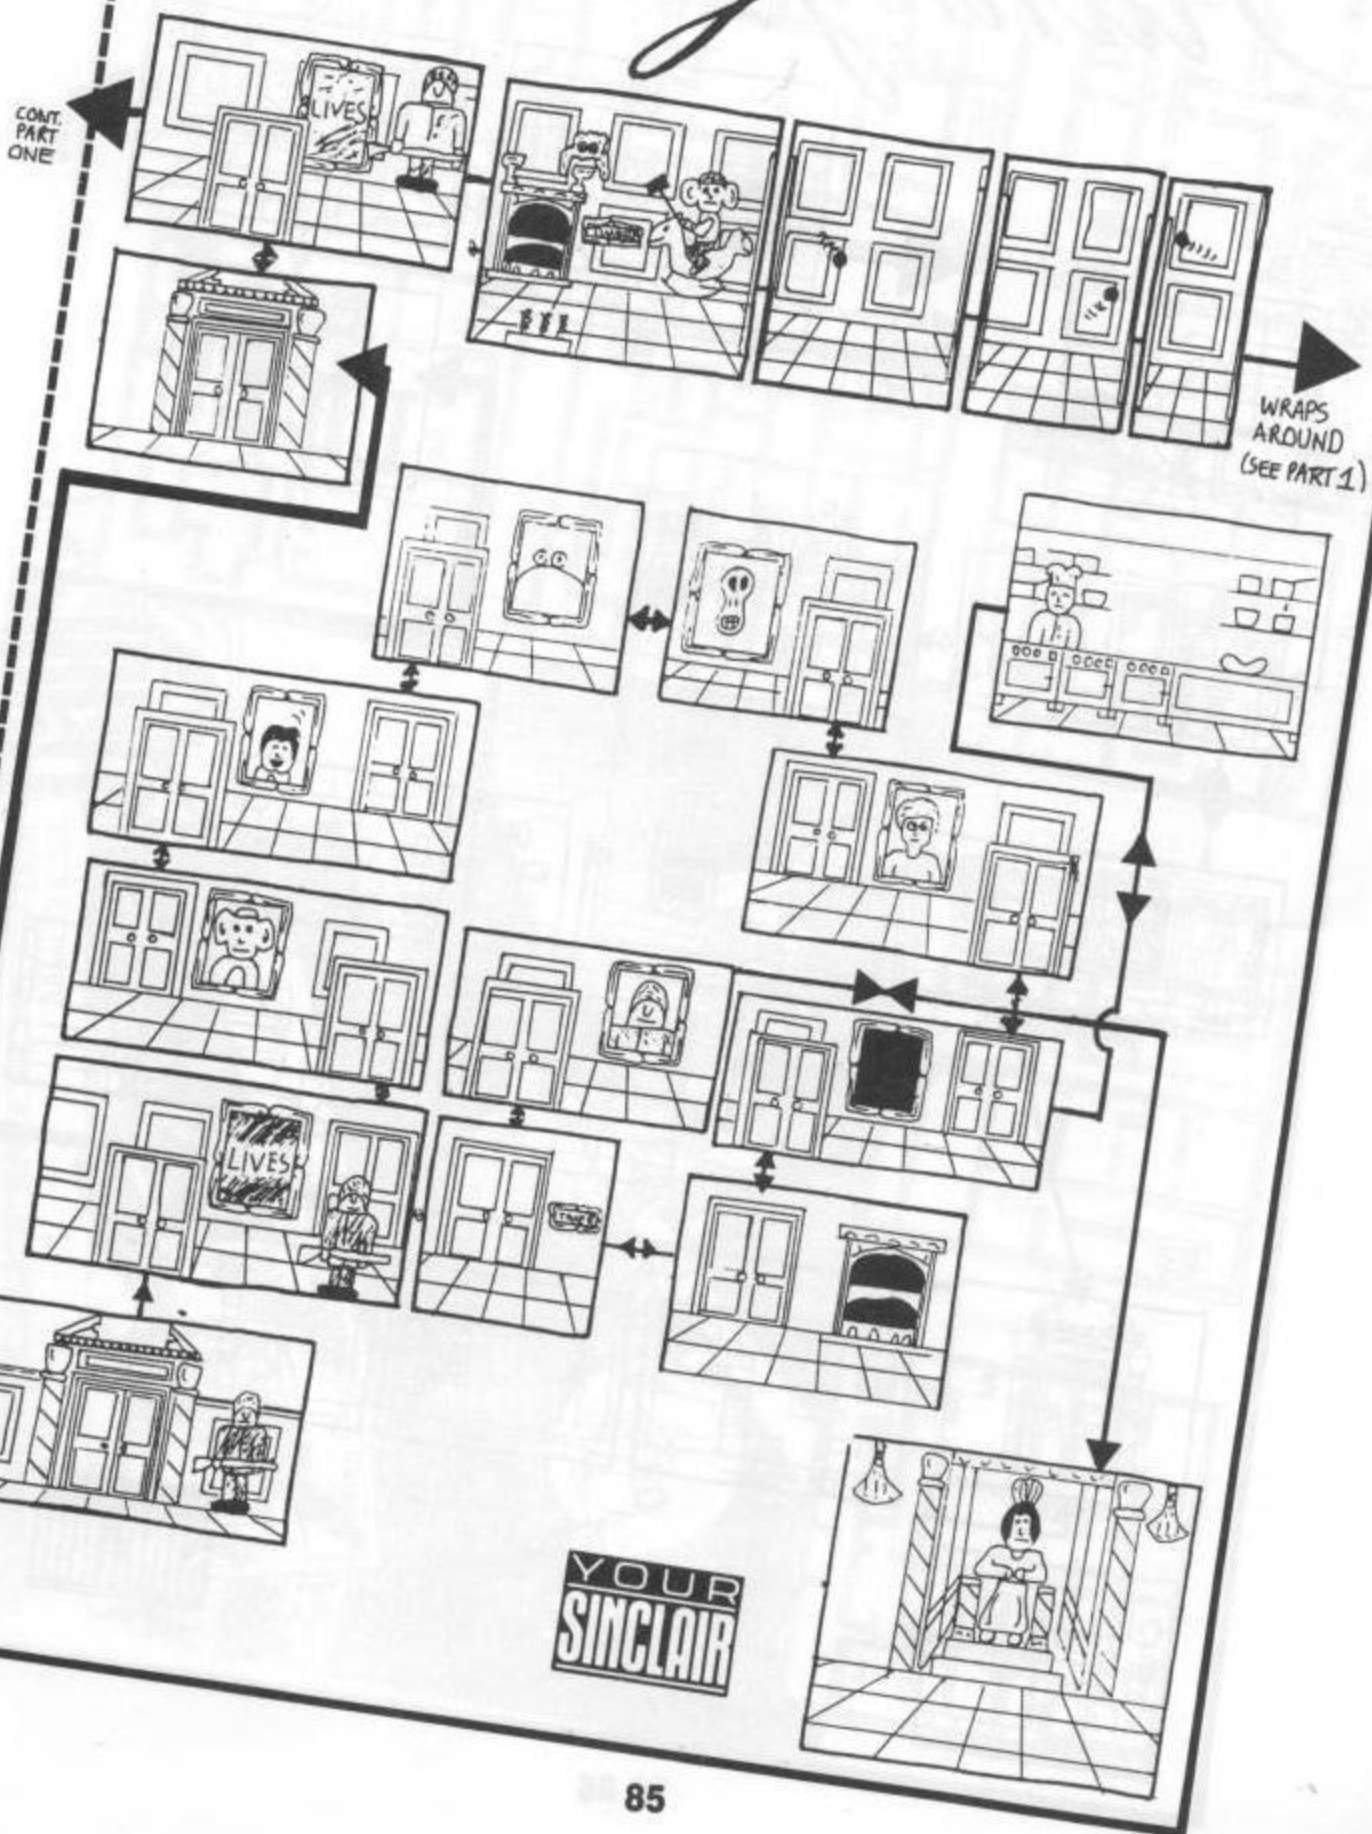 CONT.
PART
ONE
LIVES
WRAPS
AROUND
(SEE PART 1)
LIVES
YOUR
SINCLAIR
85